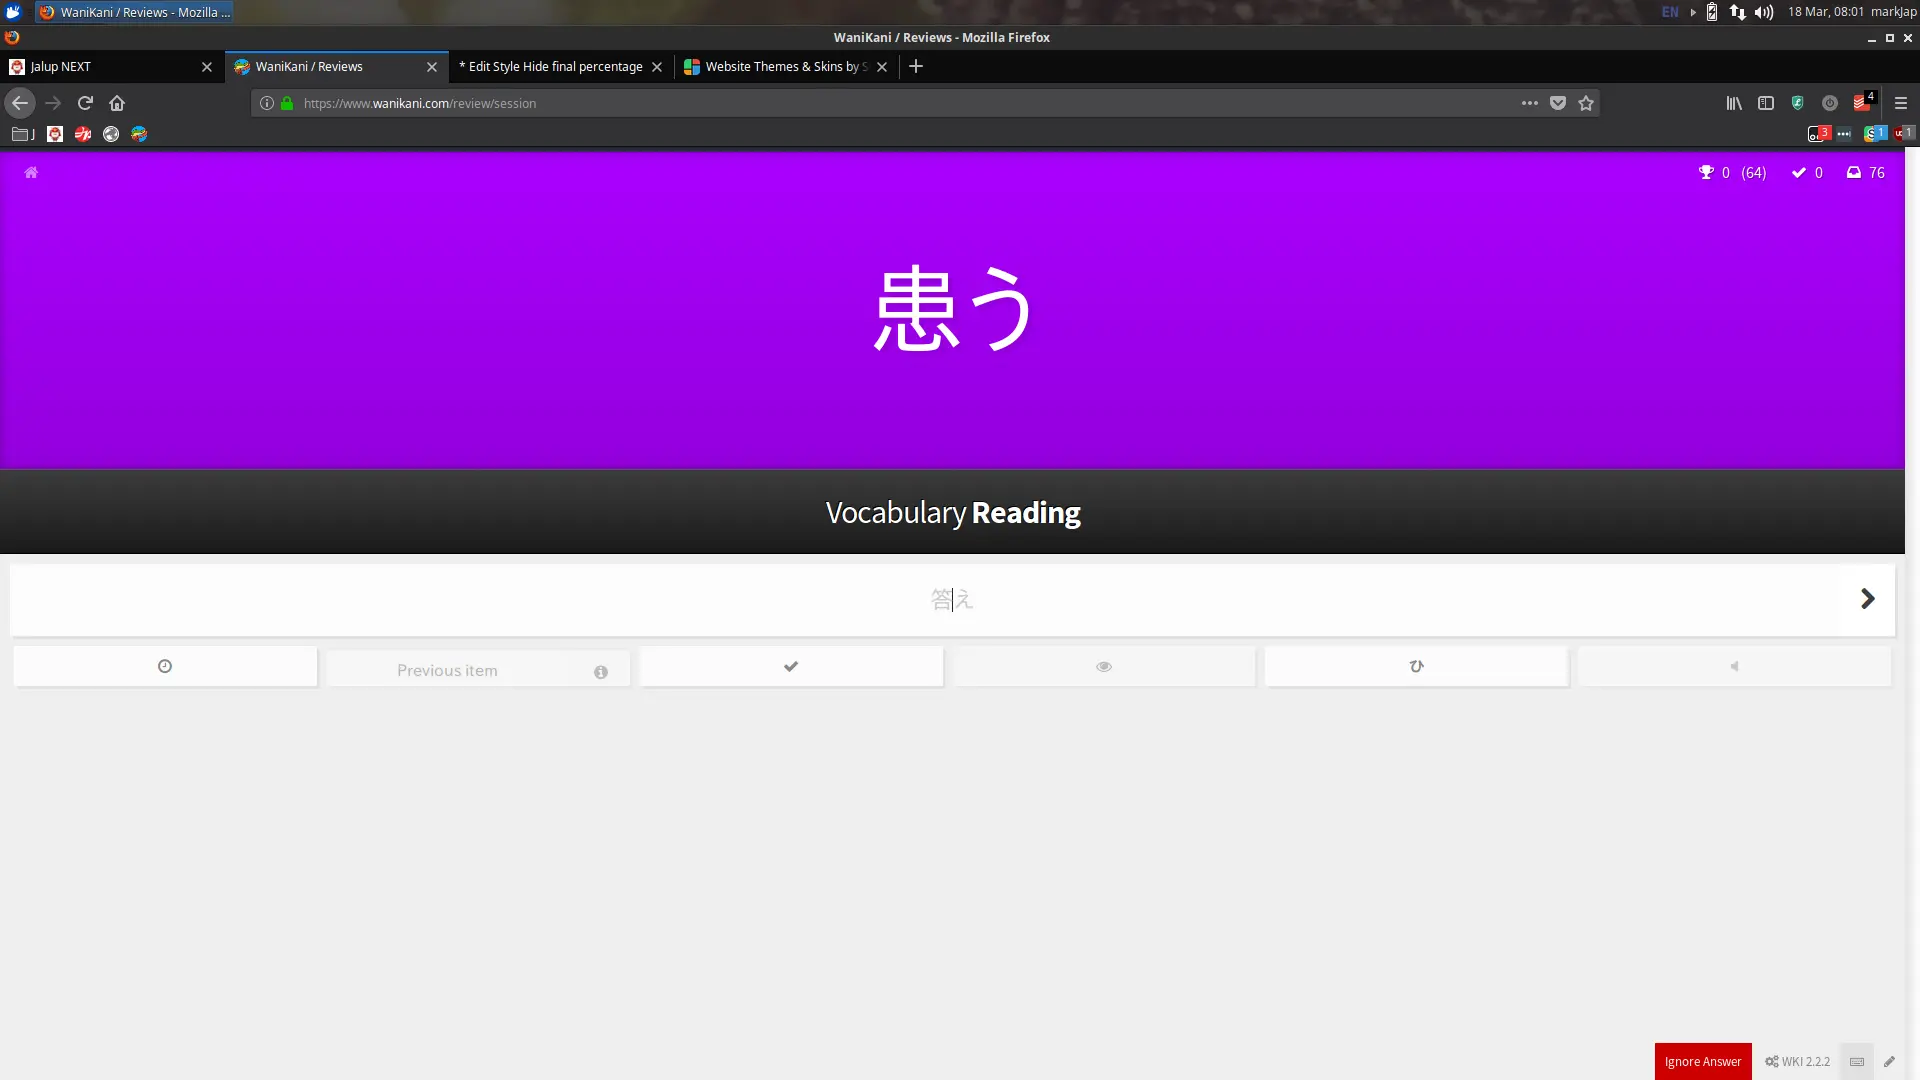 WaniKani / Reviews - Mozilla ...
EN
18 Mar, 08:01 markJap
WaniKani / Reviews - Mozilla Firefox
Jalup NEXT
WaniKani / Reviews
* Edit Style Hide final percentage
Website Themes & Skins by S
https://www.wanikani.com/review/session
4
J
3
1
1
0 (64) 0 76
患う
Vocabulary Reading
答え
Previous item
ひ
Ignore Answer
WKI 2.2.2